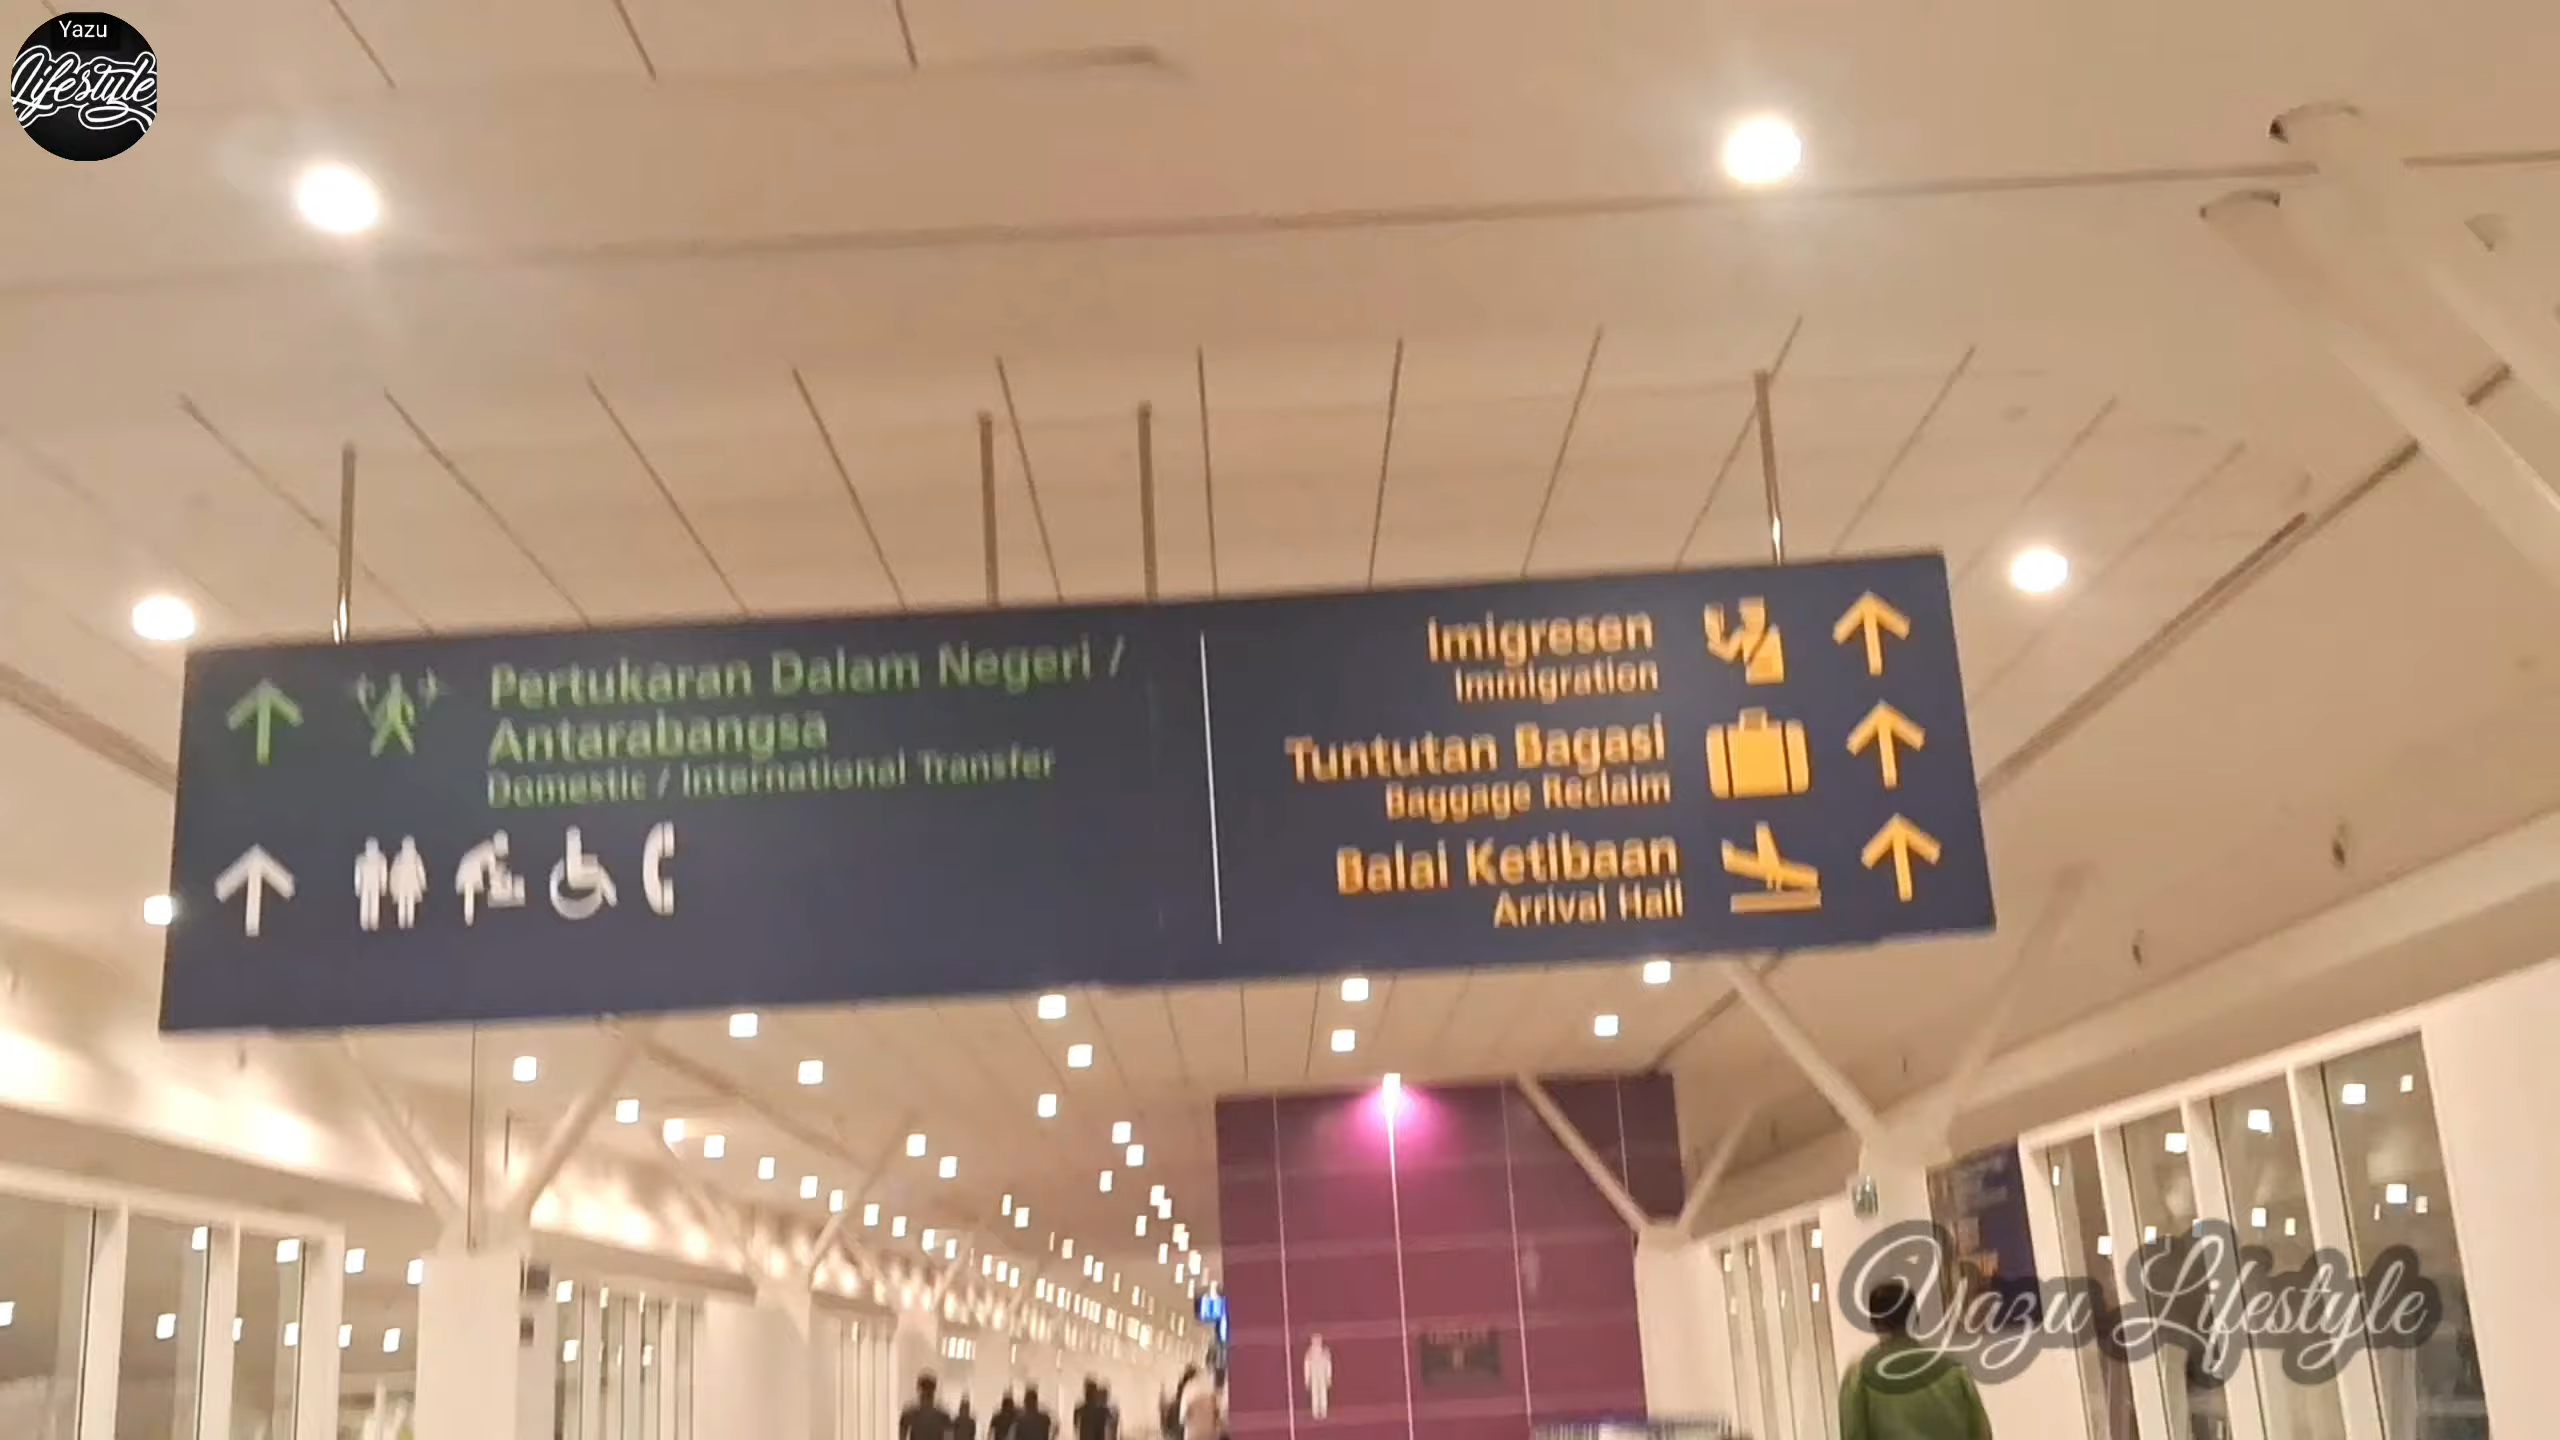 Yazu
Lifestyle
Pertukaran Dalam Negeri /
Antarabangsa
Domestic / International Transfer
Imigresen
Immigration
Tuntutan Bagasi
Baggage Reclaim
Balai Ketibaan
Arrival Hall
Yazu Lifestyle